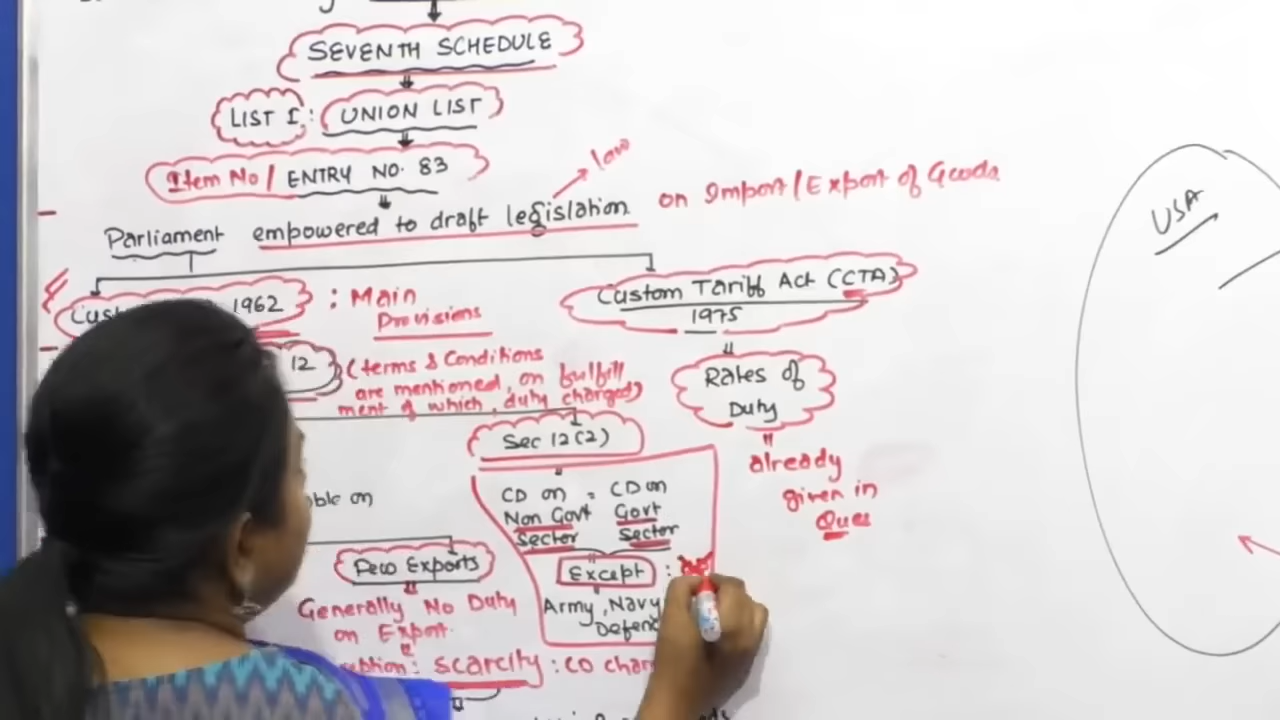 SEVENTH SCHEDULE
LIST I : UNION LIST
Item No / ENTRY NO. 83
law
Parliament empowered to draft legislation on Import / Export of Goods
1962 : Main
Provisions
Custom Tariff Act (CTA)
1975
12 (terms & Conditions
are mentioned, on fulfill
ment of which, duty charged)
Rates of
Duty
already
given in
Ques
Sec 12(2)
CD on = CD on
Non Govt Govt
Sector Sector
Except :
Army, Navy
on
Few Exports
Generally No Duty
on Export.
: scarcity : CD
USA